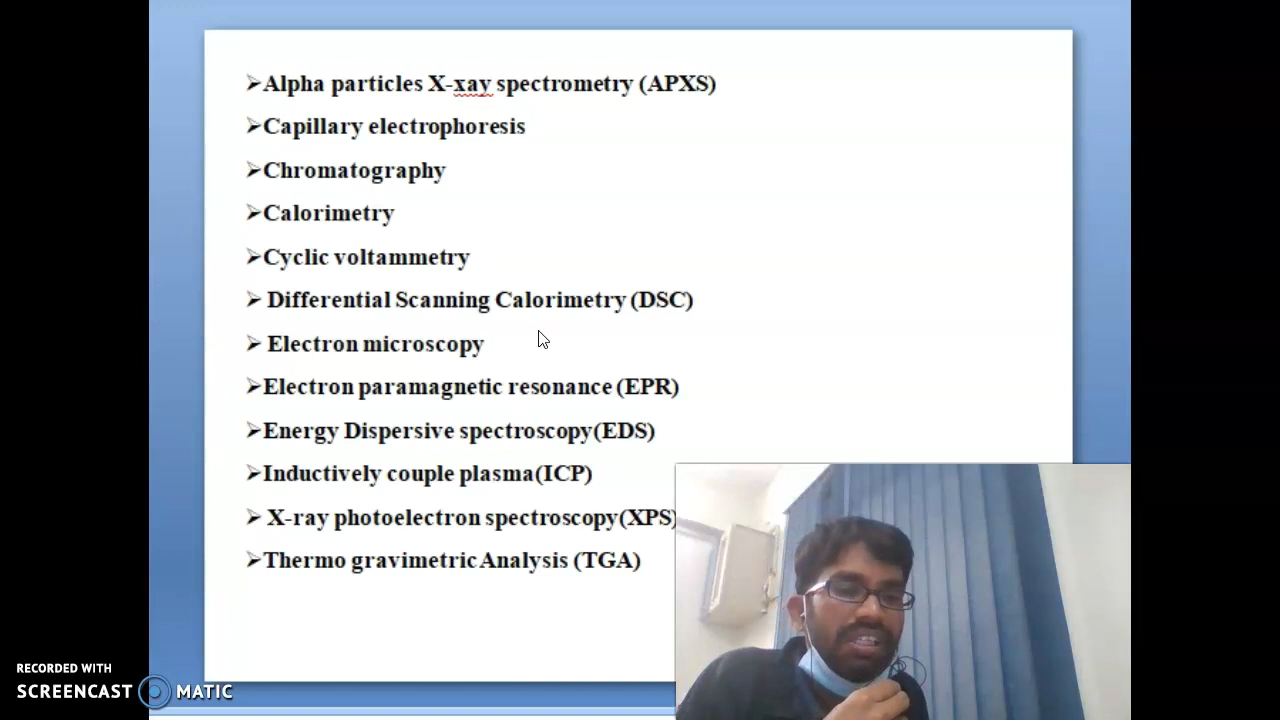 ➢Alpha particles X-xay spectrometry (APXS)
➢Capillary electrophoresis
➢Chromatography
➢Calorimetry
➢Cyclic voltammetry
➢ Differential Scanning Calorimetry (DSC)
➢ Electron microscopy
➢Electron paramagnetic resonance (EPR)
➢Energy Dispersive spectroscopy(EDS)
➢Inductively couple plasma(ICP)
➢ X-ray photoelectron spectroscopy(XPS)
➢Thermo gravimetric Analysis (TGA)
RECORDED WITH
SCREENCAST MATIC